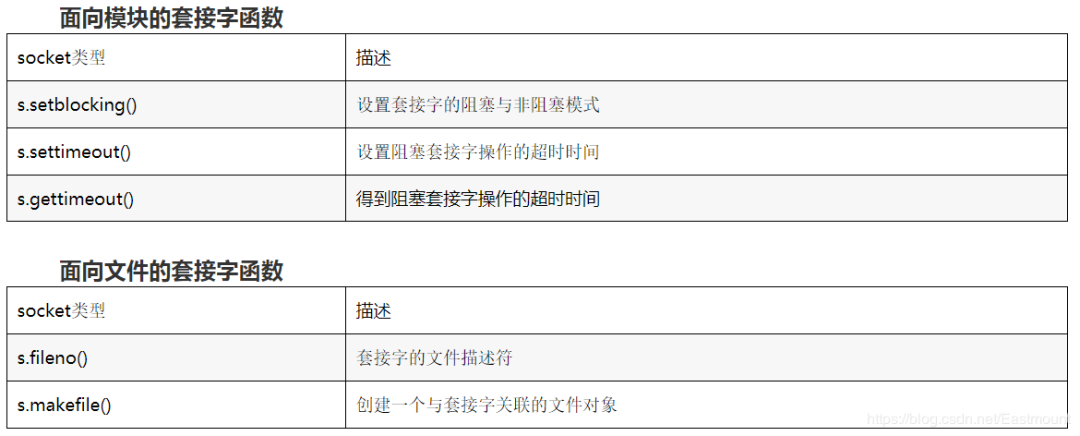 面向模块的套接字函数
socket类型 描述
s.setblocking() 设置套接字的阻塞与非阻塞模式
s.settimeout() 设置阻塞套接字操作的超时时间
s.gettimeout() 得到阻塞套接字操作的超时时间
面向文件的套接字函数
socket类型 描述
s.fileno() 套接字的文件描述符
s.makefile() 创建一个与套接字关联的文件对象
https://blog.csdn.net/Eastmount